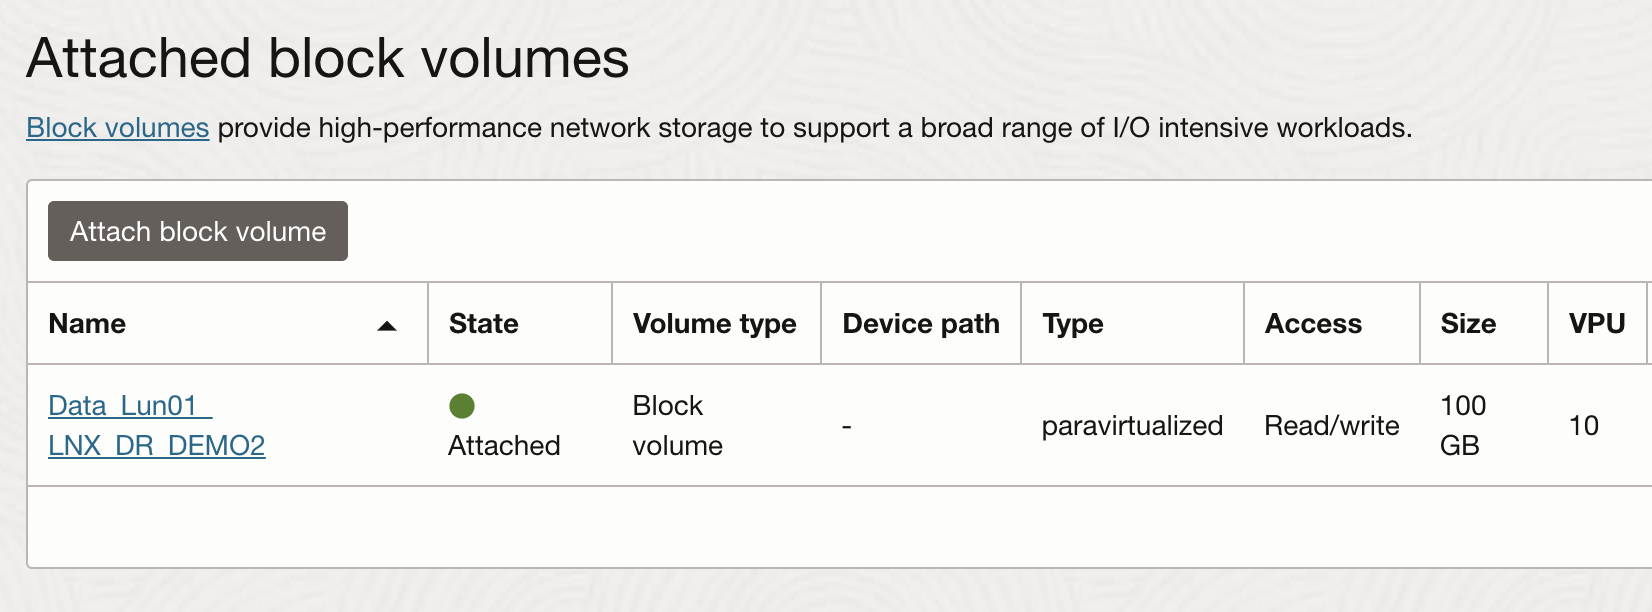 Attached block volumes
Block volumes provide high-performance network storage to support a broad range of I/O intensive workloads.
Attach block volume
Name State Volume type Device path Type Access Size VPU
Data_Lun01_
LNX_DR_DEMO2
Attached
Block
volume
-
paravirtualized
Read/write
100
GB
10